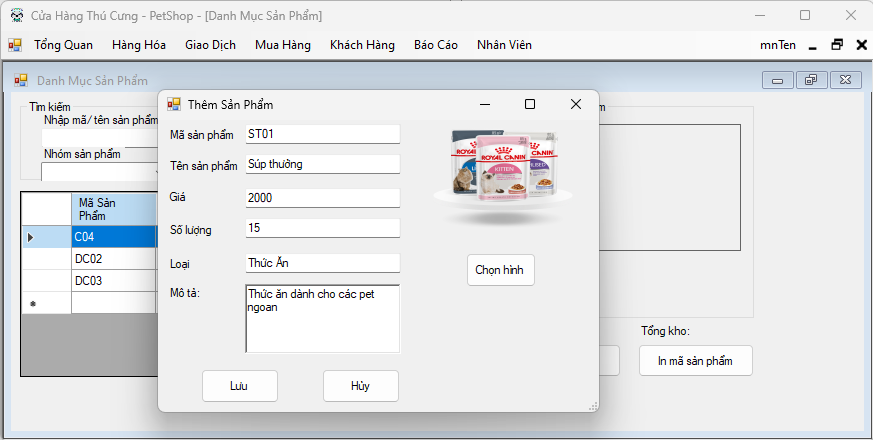 Cửa Hàng Thú Cưng - PetShop - [Danh Mục Sản Phẩm]
Tổng Quan Hàng Hóa Giao Dịch Mua Hàng Khách Hàng Báo Cáo Nhân Viên mnTen
Danh Mục Sản Phẩm
Tìm kiếm
Nhập mã/ tên sản phẩm
Nhóm sản phẩm
Mã Sản
Phẩm
C04
DC02
DC03
Thêm Sản Phẩm
Mã sản phẩm ST01
Tên sản phẩm Súp thưởng
Giá 2000
Số lượng 15
Loại Thức Ăn
Mô tả: Thức ăn dành cho các pet
ngoan
ROYAL CANIN
ROYAL CANIN
KITTEN
Chọn hình
Lưu Hủy
Tổng kho:
In mã sản phẩm